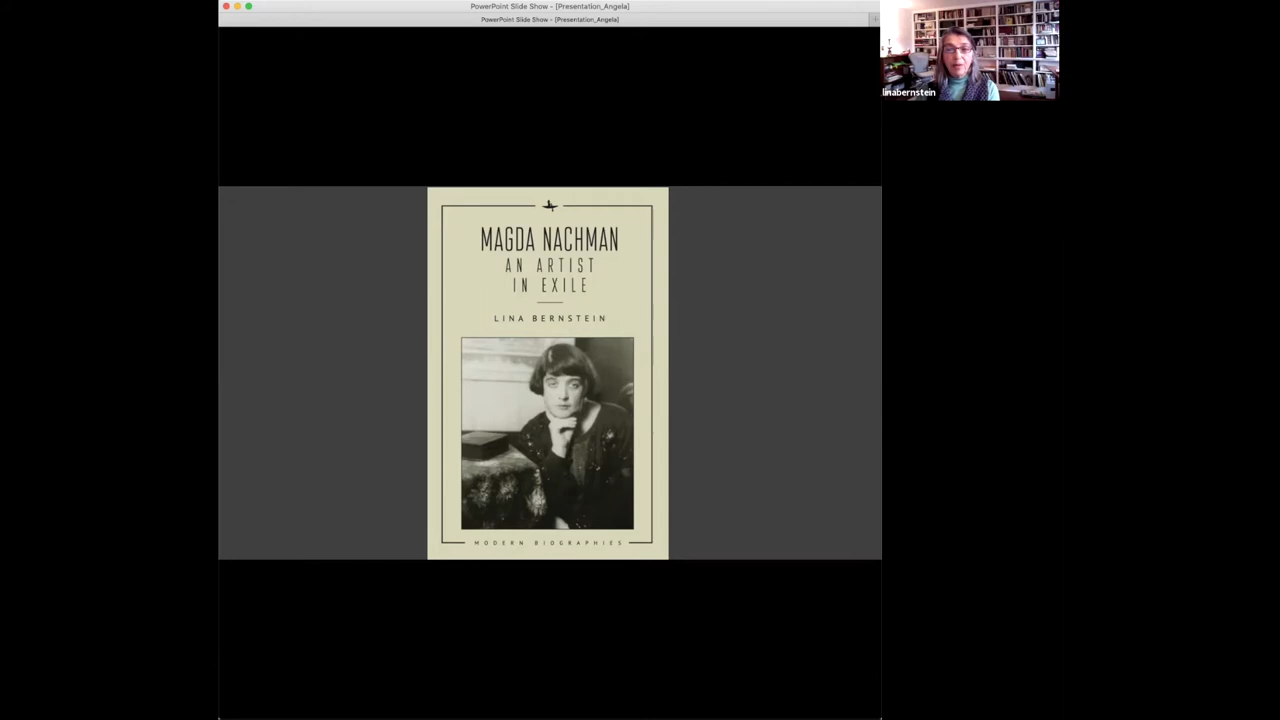 PowerPoint Slide Show - [Presentation_Angela]
PowerPoint Slide Show - [Presentation_Angela]
linabernstein
MAGDA NACHMAN
AN ARTIST
IN EXILE
LINA BERNSTEIN
MODERN BIOGRAPHIES